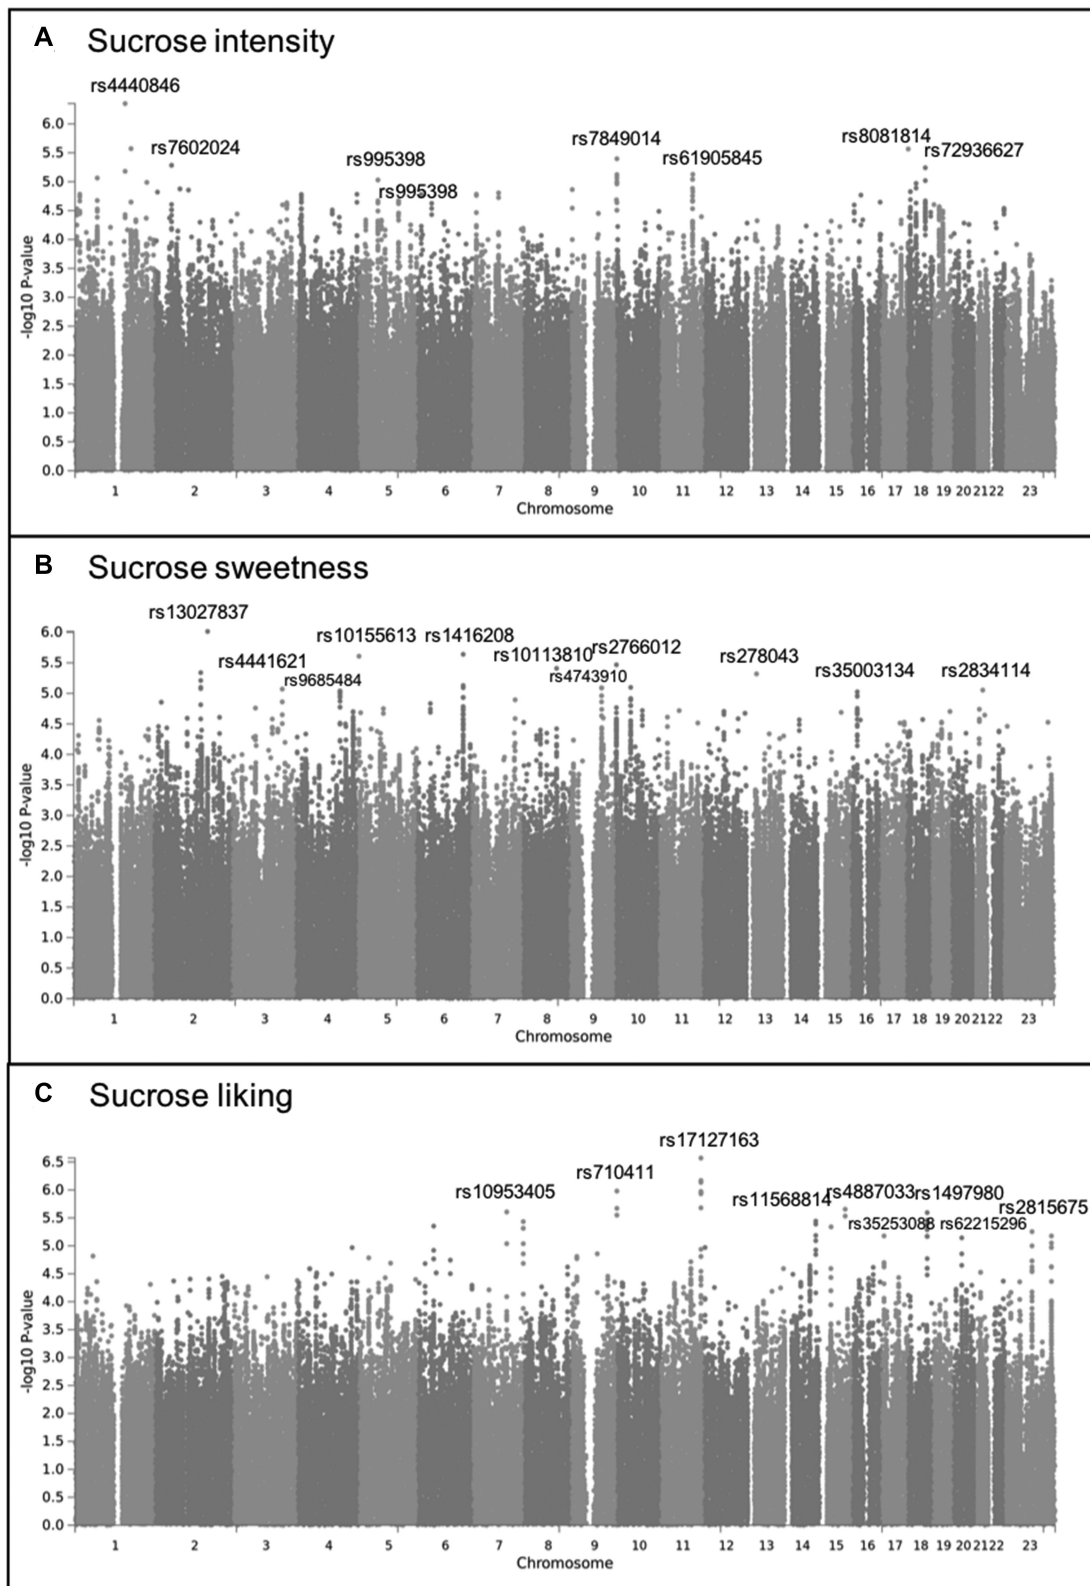 A Sucrose intensity
rs4440846
rs7602024
rs995398
rs995398
rs7849014
rs61905845
rs8081814
rs72936627
6.0
5.5
5.0
4.5
4.0
3.5
3.0
2.5
2.0
1.5
1.0
0.5
0.0
-log10 P-value
1 2 3 4 5 6 7 8 9 10 11 12 13 14 15 16 17 18 19 20 21 22 23
Chromosome
B Sucrose sweetness
rs13027837
rs4441621
rs9685484
rs10155613
rs1416208
rs10113810
rs4743910
rs2766012
rs278043
rs35003134
rs2834114
6.0
5.5
5.0
4.5
4.0
3.5
3.0
2.5
2.0
1.5
1.0
0.5
0.0
-log10 P-value
1 2 3 4 5 6 7 8 9 10 11 12 13 14 15 16 17 18 19 20 21 22 23
Chromosome
C Sucrose liking
rs10953405
rs710411
rs17127163
rs11568814
rs4887033
rs35253088
rs1497980
rs62215296
rs2815675
6.5
6.0
5.5
5.0
4.5
4.0
3.5
3.0
2.5
2.0
1.5
1.0
0.5
0.0
-log10 P-value
1 2 3 4 5 6 7 8 9 10 11 12 13 14 15 16 17 18 19 20 21 22 23
Chromosome